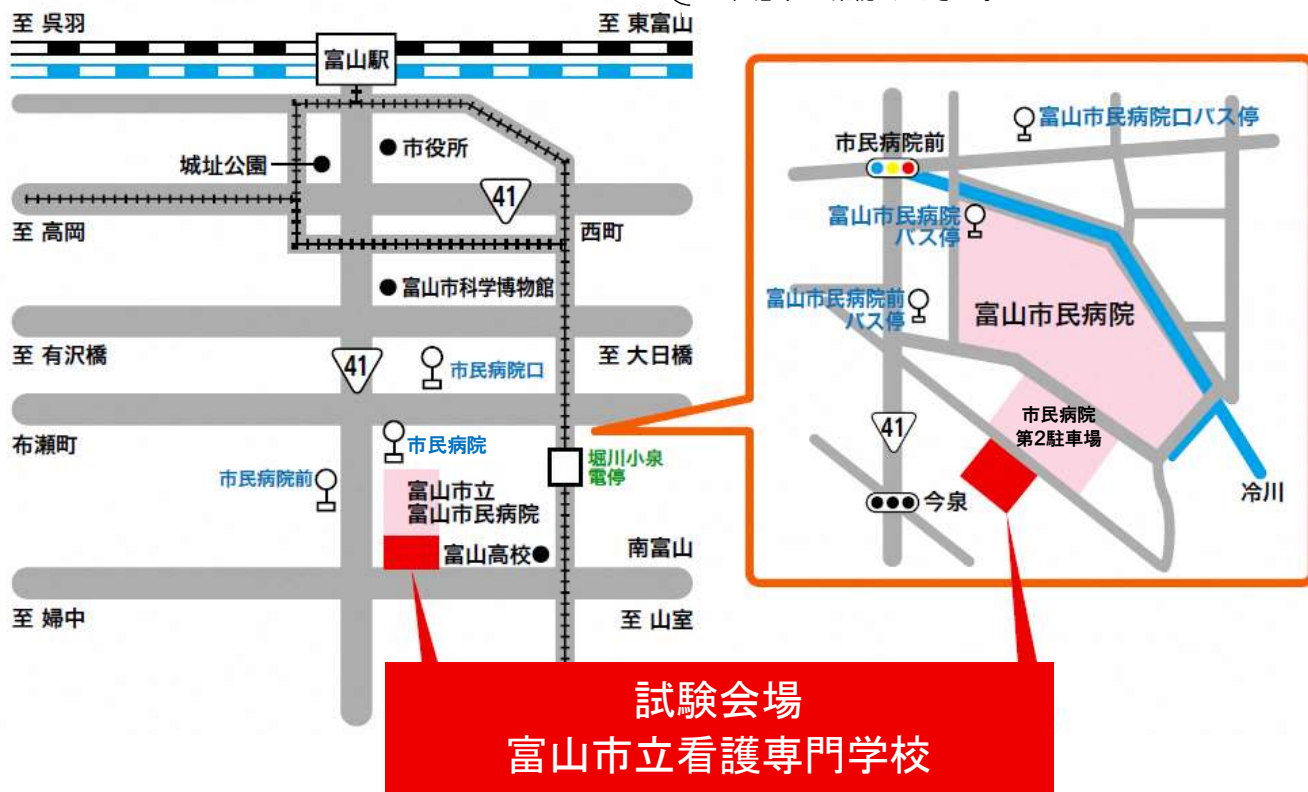 至 呉羽
至 東富山
富山駅
市役所
城址公園
41
至 高岡
西町
富山市科学博物館
至 有沢橋
至 大日橋
41
市民病院口
布瀬町
市民病院
堀川小泉
電停
市民病院前
富山市立
富山市民病院
富山高校
南富山
至 婦中
至 山室
富山市民病院口バス停
市民病院前
富山市民病院
バス停
富山市民病院前
バス停
富山市民病院
市民病院
第2駐車場
41
今泉
冷川
試験会場
富山市立看護専門学校